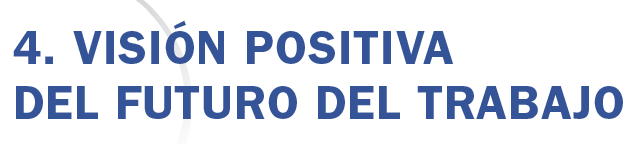 4. VISIÓN POSITIVA
DEL FUTURO DEL TRABAJO